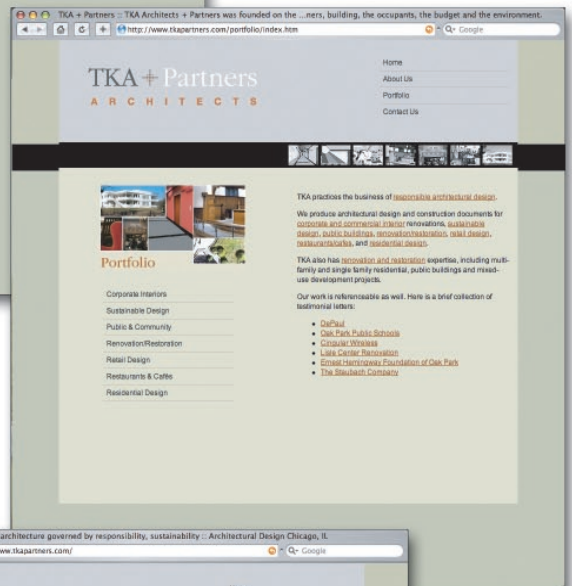 TKA + Partners :: TKA Architects + Partners was founded on the ...ners, building, the occupants, the budget and the environment.
http://www.tkapartners.com/portfolio/index.htm
Google
TKA + Partners
ARCHITECTS
Home
About Us
Portfolio
Contact Us
Portfolio
Corporate Interiors
Sustainable Design
Public & Community
Renovation/Restoration
Retail Design
Restaurants & Cafés
Residential Design
TKA practices the business of responsible architectural design.
We produce architectural design and construction documents for
corporate and commercial interior renovations, sustainable
design, public buildings, renovation/restoration, retail design,
restaurants/cafes, and residential design.
TKA also has renovation and restoration expertise, including multi-
family and single family residential, public buildings and mixed-
use development projects.
Our work is referenceable as well. Here is a brief collection of
testimonial letters:
DePaul
Oak Park Public Schools
Cingular Wireless
Lisle Center Renovation
Ernest Hemingway Foundation of Oak Park
The Staubach Company
architecture governed by responsibility, sustainability :: Architectural Design Chicago, IL
ww.tkapartners.com/
Google